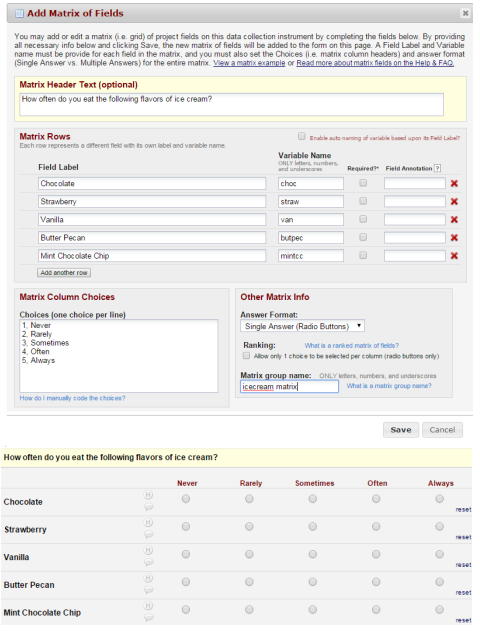 Add Matrix of Fields
You may add or edit a matrix (i.e. grid) of project fields on this data collection instrument by completing the fields below. By providing
all necessary info below and clicking Save, the new matrix of fields will be added to the form on this page. A Field Label and Variable
name must be provide for each field in the matrix, and you must also set the Choices (i.e. matrix column headers) and answer format
(Single Answer vs. Multiple Answers) for the entire matrix. View a matrix example or Read more about matrix fields on the Help & FAQ.
Matrix Header Text (optional)
How often do you eat the following flavors of ice cream?
Matrix Rows
Each row represents a different field with its own label and variable name.
Enable auto naming of variable based upon its Field Label?
Field Label
Variable Name
ONLY letters, numbers,
and underscores
Required?*
Field Annotation ?
Chocolate choc
Strawberry straw
Vanilla van
Butter Pecan butpec
Mint Chocolate Chip mintcc
Add another row
Matrix Column Choices
Choices (one choice per line)
1, Never
2, Rarely
3, Sometimes
4, Often
5, Always
How do I manually code the choices?
Other Matrix Info
Answer Format:
Single Answer (Radio Buttons)
Ranking: What is a ranked matrix of fields?
Allow only 1 choice to be selected per column (radio buttons only)
Matrix group name: ONLY letters, numbers, and underscores
icecream matrix What is a matrix group name?
Save Cancel
How often do you eat the following flavors of ice cream?
Never Rarely Sometimes Often Always
Chocolate
H
reset
Strawberry
H
reset
Vanilla
H
reset
Butter Pecan
H
reset
Mint Chocolate Chip
H
reset